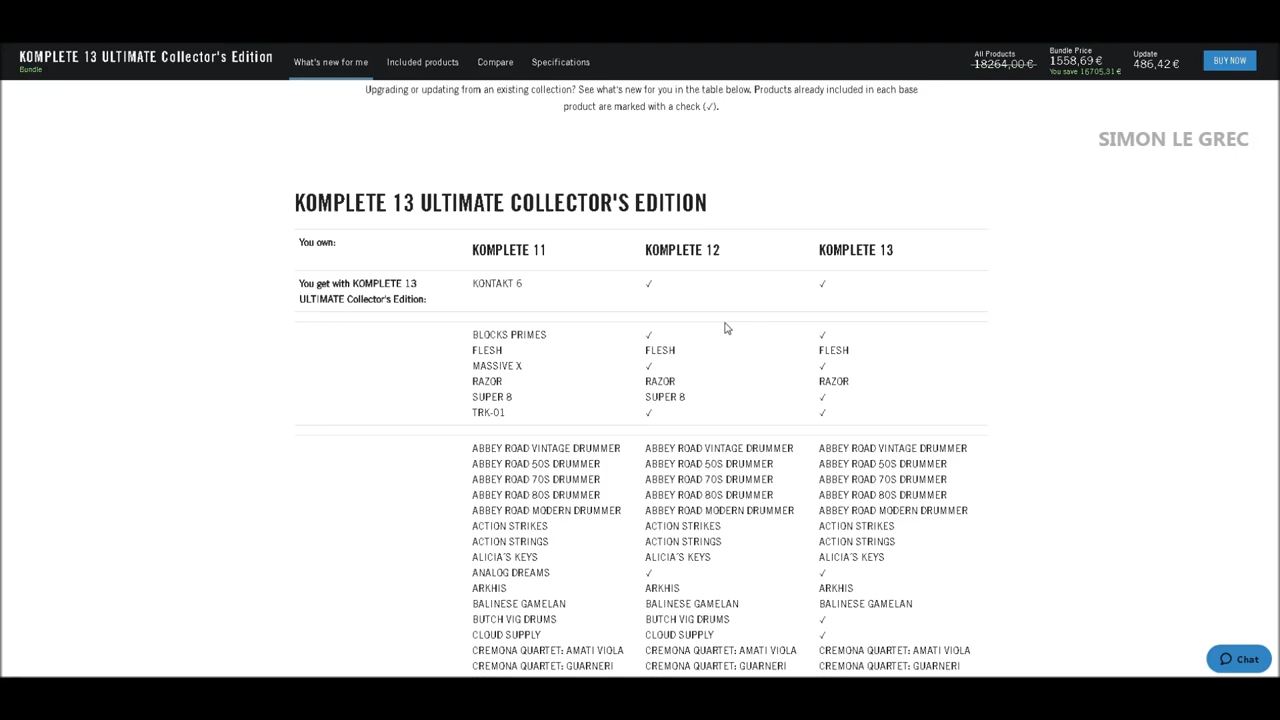 KOMPLETE 13 ULTIMATE Collector's Edition
Bundle
What's new for me
Included products
Compare
Specifications
All Products
18264,00 €
Bundle Price
1558,69 €
You save 16705,31 €
Update
486,42 €
BUY NOW
Upgrading or updating from an existing collection? See what's new for you in the table below. Products already included in each base
product are marked with a check (✓).
SIMON LE GREC
KOMPLETE 13 ULTIMATE COLLECTOR'S EDITION
You own: KOMPLETE 11 KOMPLETE 12 KOMPLETE 13
You get with KOMPLETE 13 KONTAKT 6 ✓ ✓
ULTIMATE Collector's Edition:
BLOCKS PRIMES ✓ ✓
FLESH FLESH FLESH
MASSIVE X ✓ ✓
RAZOR RAZOR RAZOR
SUPER 8 SUPER 8 ✓
TRK-01 ✓ ✓
ABBEY ROAD VINTAGE DRUMMER ABBEY ROAD VINTAGE DRUMMER ABBEY ROAD VINTAGE DRUMMER
ABBEY ROAD 50S DRUMMER ABBEY ROAD 50S DRUMMER ABBEY ROAD 50S DRUMMER
ABBEY ROAD 70S DRUMMER ABBEY ROAD 70S DRUMMER ABBEY ROAD 70S DRUMMER
ABBEY ROAD 80S DRUMMER ABBEY ROAD 80S DRUMMER ABBEY ROAD 80S DRUMMER
ABBEY ROAD MODERN DRUMMER ABBEY ROAD MODERN DRUMMER ABBEY ROAD MODERN DRUMMER
ACTION STRIKES ACTION STRIKES ACTION STRIKES
ACTION STRINGS ACTION STRINGS ACTION STRINGS
ALICIA´S KEYS ALICIA´S KEYS ALICIA´S KEYS
ANALOG DREAMS ✓ ✓
ARKHIS ARKHIS ARKHIS
BALINESE GAMELAN BALINESE GAMELAN BALINESE GAMELAN
BUTCH VIG DRUMS BUTCH VIG DRUMS ✓
CLOUD SUPPLY CLOUD SUPPLY ✓
CREMONA QUARTET: AMATI VIOLA CREMONA QUARTET: AMATI VIOLA CREMONA QUARTET: AMATI VIOLA
CREMONA QUARTET: GUARNERI CREMONA QUARTET: GUARNERI CREMONA QUARTET: GUARNERI
Chat